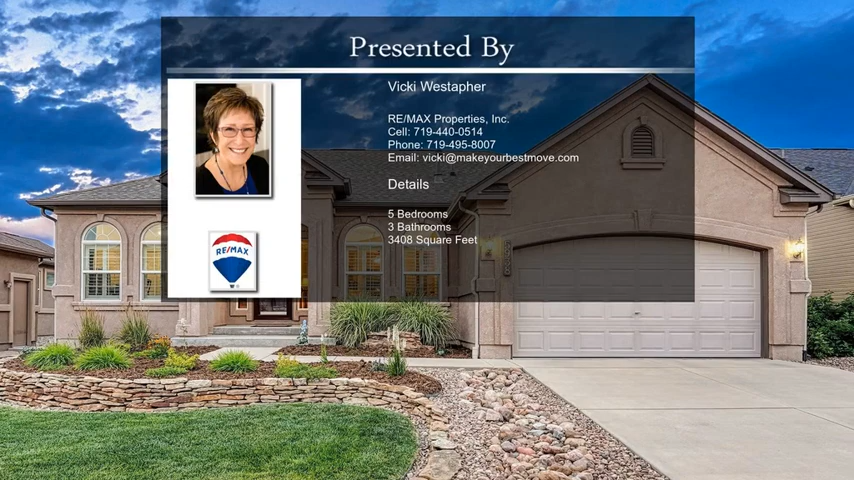 Presented By
Vicki Westapher
RE/MAX Properties, Inc.
Cell: 719-440-0514
Phone: 719-495-8007
Email: vicki@makeyourbestmove.com
Details
5 Bedrooms
3 Bathrooms
3408 Square Feet
RE/MAX